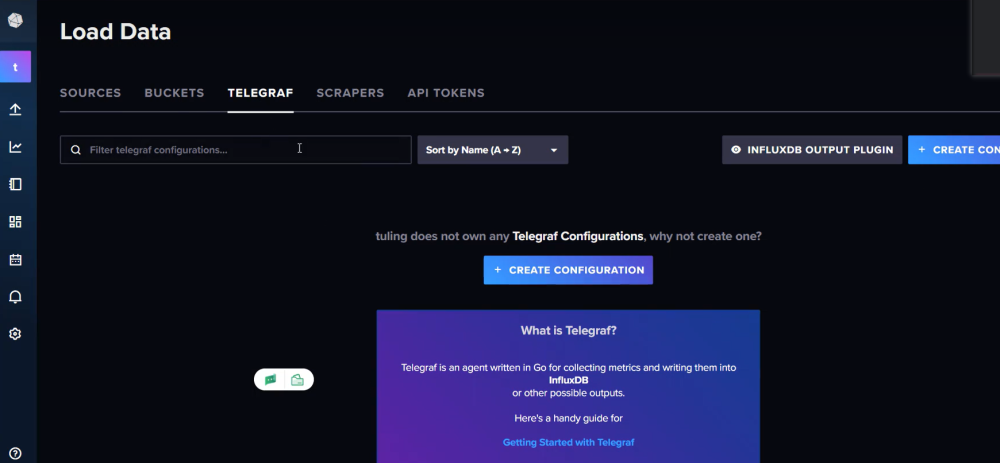 Load Data
t
SOURCES BUCKETS TELEGRAF SCRAPERS API TOKENS
Filter telegraf configurations... Sort by Name (A → Z) INFLUXDB OUTPUT PLUGIN + CREATE CON
tuling does not own any Telegraf Configurations, why not create one?
+ CREATE CONFIGURATION
What is Telegraf?
Telegraf is an agent written in Go for collecting metrics and writing them into
InfluxDB
or other possible outputs.
Here's a handy guide for
Getting Started with Telegraf